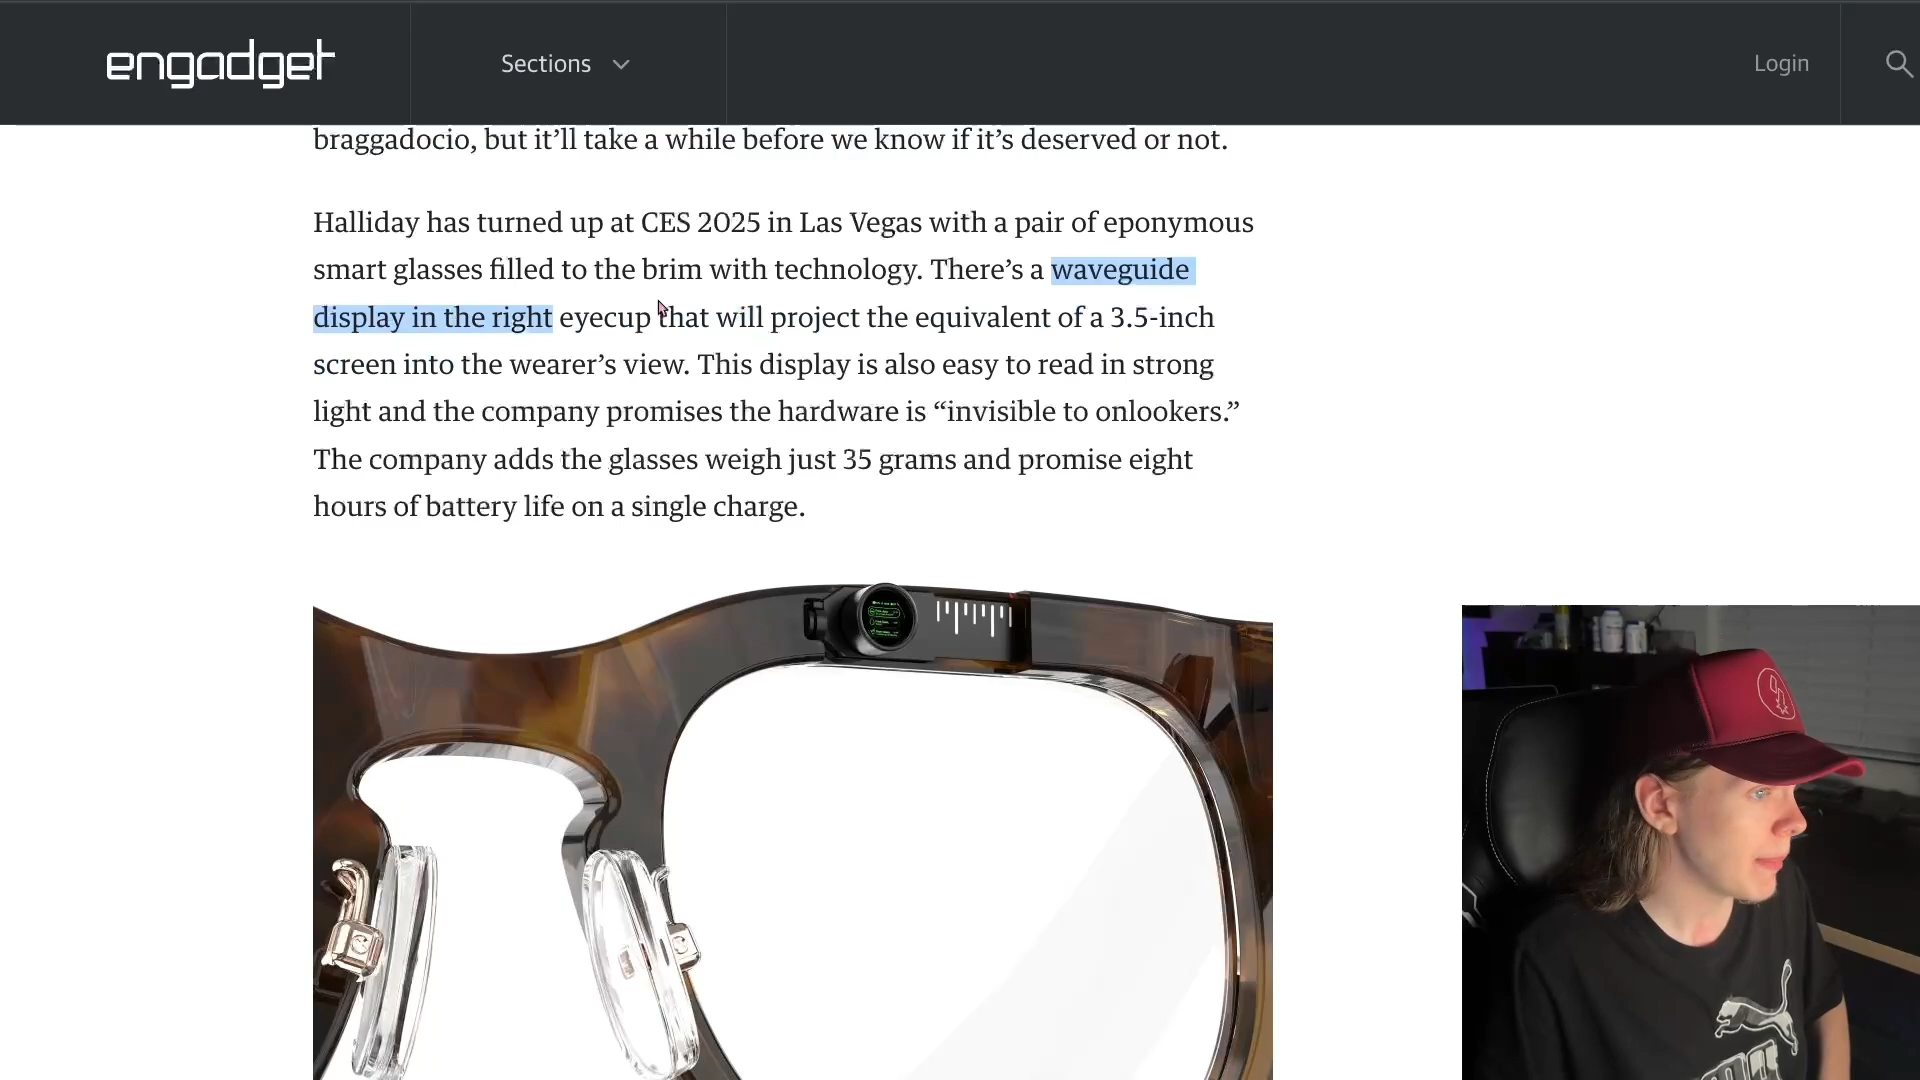 engadget
Sections
Login
braggadocio, but it’ll take a while before we know if it’s deserved or not.
Halliday has turned up at CES 2025 in Las Vegas with a pair of eponymous
smart glasses filled to the brim with technology. There’s a waveguide
display in the right eyecup that will project the equivalent of a 3.5-inch
screen into the wearer’s view. This display is also easy to read in strong
light and the company promises the hardware is “invisible to onlookers.”
The company adds the glasses weigh just 35 grams and promise eight
hours of battery life on a single charge.